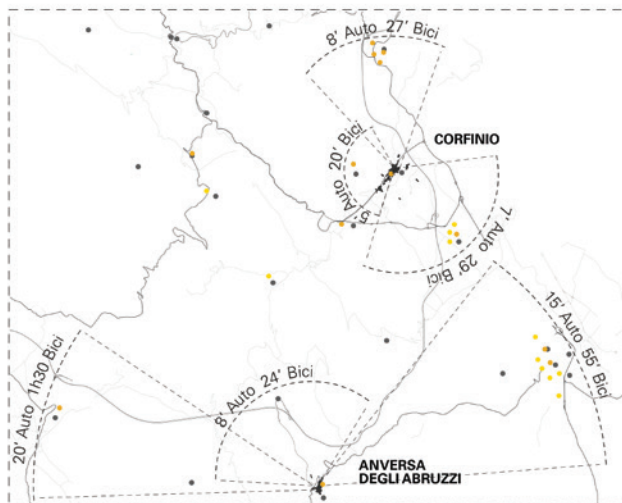 8' Auto 27' Bici
CORFINIO
5' Auto 20' Bici
7' Auto 29' Bici
15' Auto 55' Bici
20' Auto 1h30 Bici
8' Auto 24' Bici
ANVERSA
DEGLI ABRUZZI